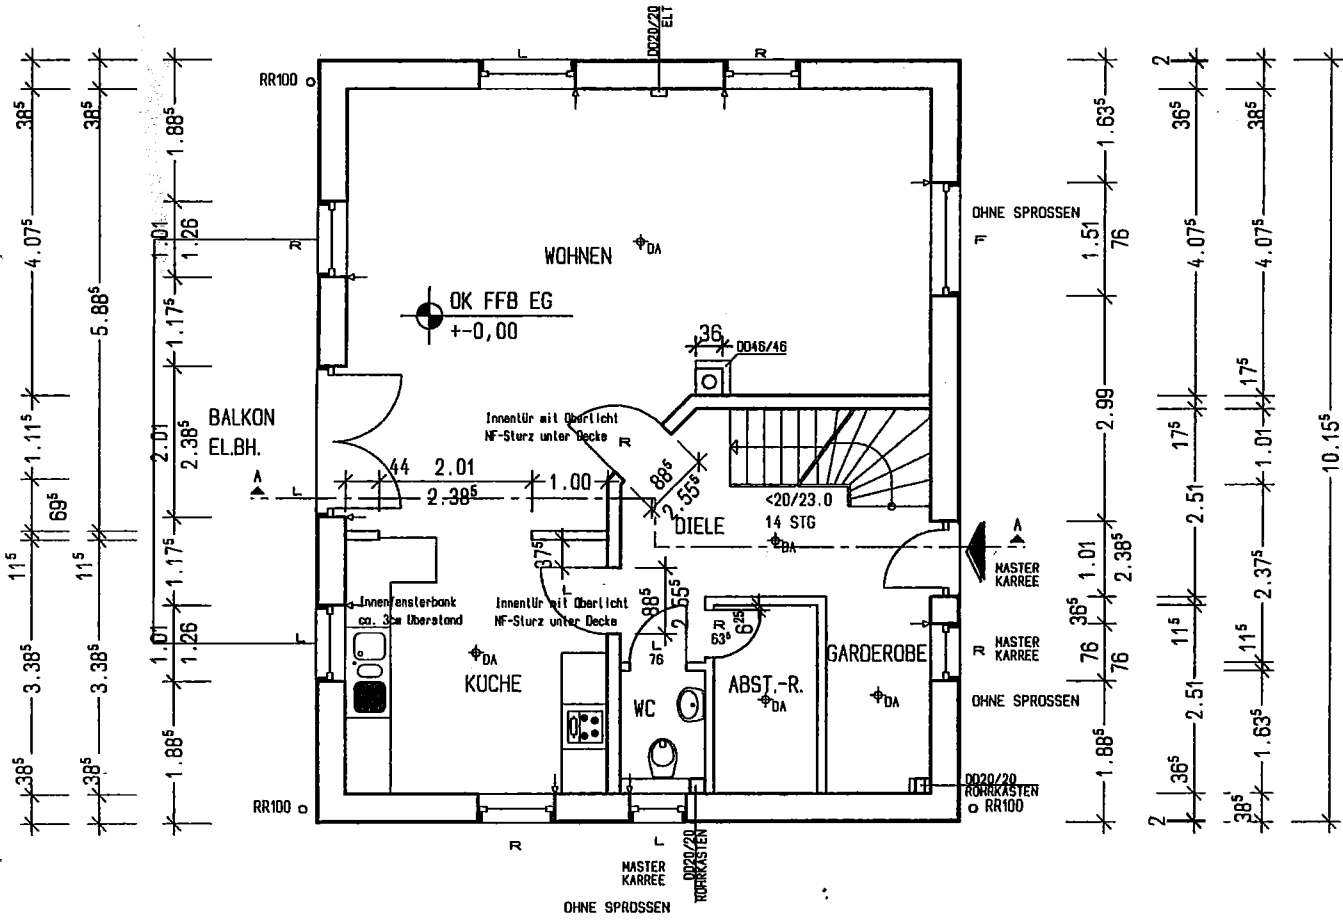 DD20/20
ELT
L
R
RR100
38⁵
38⁵
1.88⁵
1.63⁵
2
36⁵
38⁵
OHNE SPROSSEN
4.07⁵
5.88⁵
1.01
1.26
R
WOHNEN
DA
F
1.51
76
4.07⁵
4.07⁵
OK FFB EG
+-0,00
1.17⁵
36
DD46/46
17⁵
BALKON
EL.BH.
1.11⁵
2.01
2.38⁵
Innentür mit Oberlicht
NF-Sturz unter Decke
R
2.99
17⁵
1.01
10.15⁵
A
L
44
2.01
2.38⁵
1.00
88⁵
2.55⁵
<20/23.0
14 STG
DIELE
DA
A
69⁵
2.51
11⁵
11⁵
1.17⁵
37⁵
L
1.01
2.38⁵
MASTER
KARREE
2.37⁵
Innenfensterbank
ca. 3cm Überstand
Innentür mit Oberlicht
NF-Sturz unter Decke
88⁵
2.55⁵
R
63⁵
6²⁵
36⁵
11⁵
11⁵
1.01
1.26
L
L
76
3.38⁵
3.38⁵
DA
KÜCHE
GARDEROBE
R
MASTER
KARREE
76
76
WC
ABST.-R.
DA
DA
OHNE SPROSSEN
2.51
1.63⁵
1.88⁵
1.88⁵
38⁵
38⁵
36⁵
DD20/20
ROHRKASTEN
RR100
RR100
2
38⁵
R
L
MASTER
KARREE
DD20/20
ROHRKASTEN
OHNE SPROSSEN